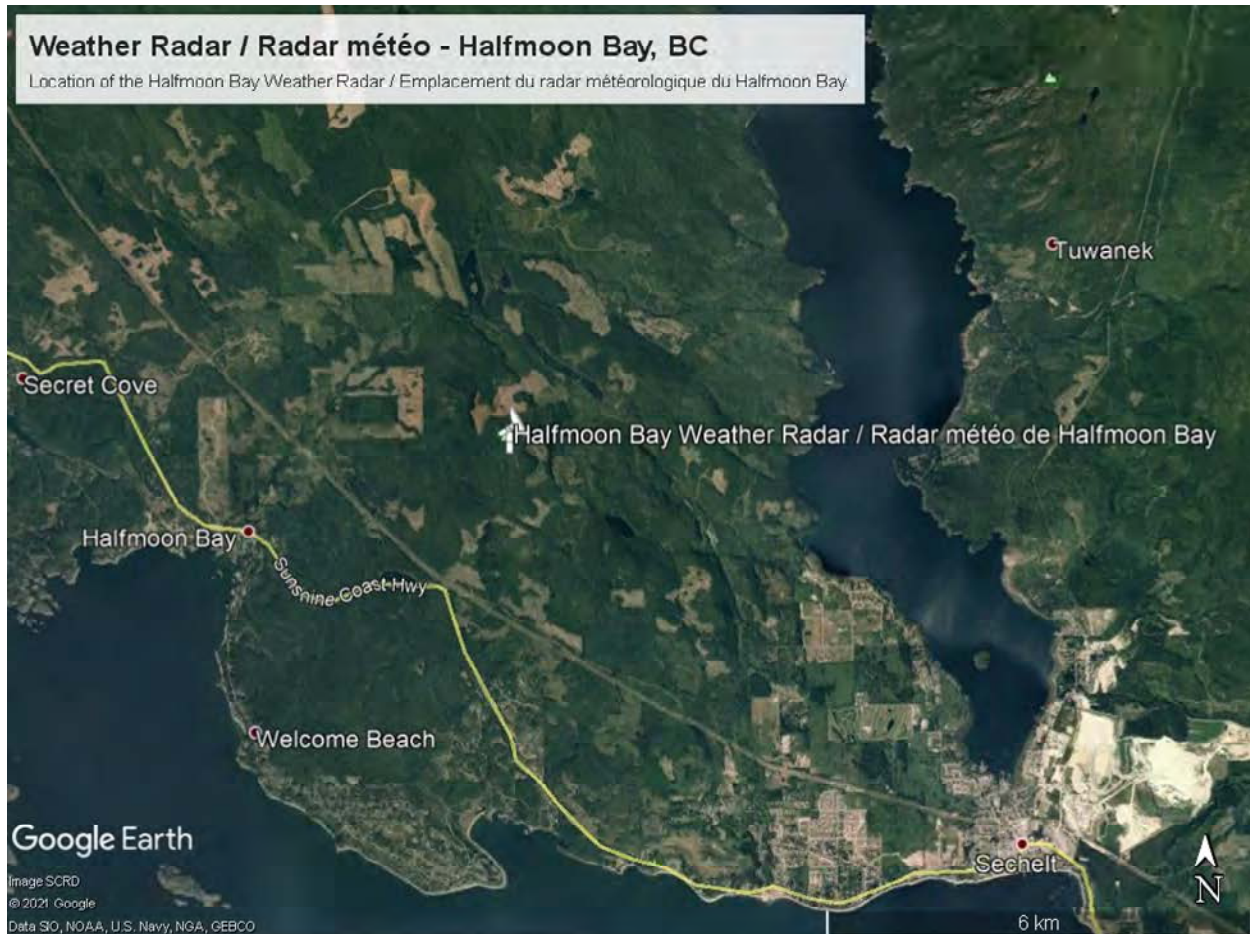 Weather Radar / Radar météo - Halfmoon Bay, BC
Location of the Halfmoon Bay Weather Radar / Emplacement du radar météorologique du Halfmoon Bay.
Tuwanek
Secret Cove
Halfmoon Bay Weather Radar / Radar météo de Halfmoon Bay
Halfmoon Bay
Sunshine Coast Hwy
Welcome Beach
Google Earth
Sechelt
N
Image SCRD
© 2021 Google
Data SIO, NOAA, U.S. Navy, NGA, GEBCO
6 km